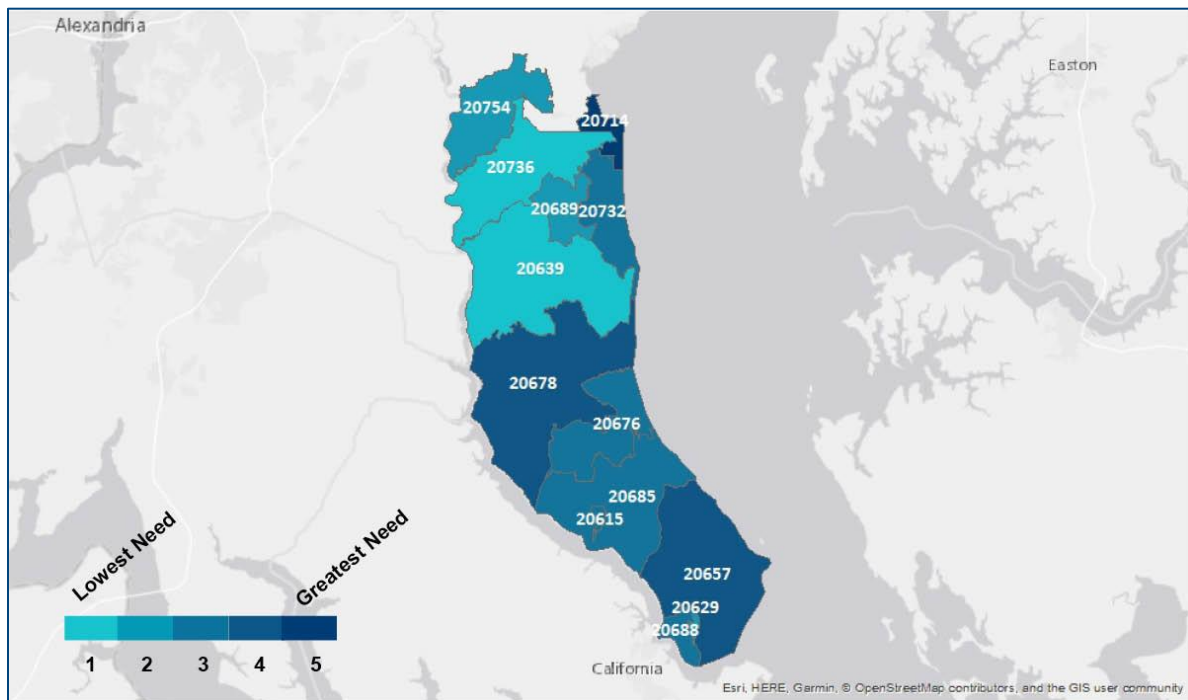 Alexandria
Easton
20754
20714
20736
20689
20732
20639
20678
20676
20685
20615
20657
20629
20688
Lowest Need
Greatest Need
1 2 3 4 5
California
Esri, HERE, Garmin, © OpenStreetMap contributors, and the GIS user community